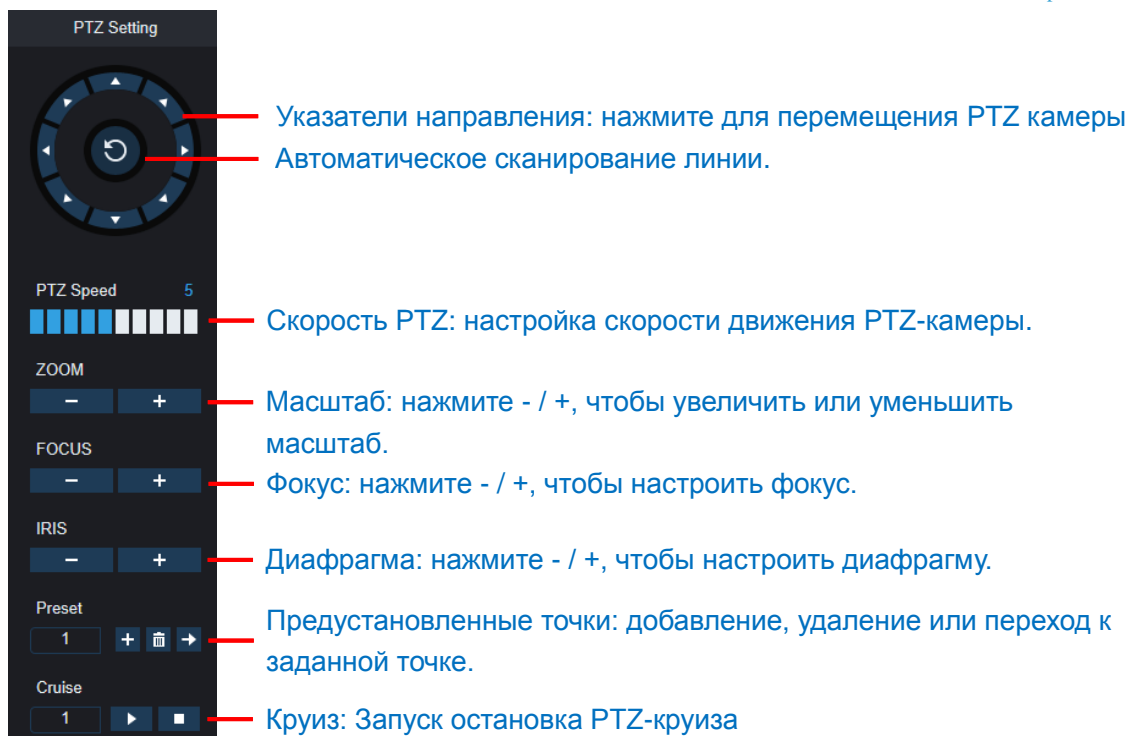 PTZ Setting
Указатели направления: нажмите для перемещения PTZ камеры
Автоматическое сканирование линии.
PTZ Speed 5
Скорость PTZ: настройка скорости движения PTZ-камеры.
ZOOM
− +
Масштаб: нажмите - / +, чтобы увеличить или уменьшить
масштаб.
FOCUS
− +
Фокус: нажмите - / +, чтобы настроить фокус.
IRIS
− +
Диафрагма: нажмите - / +, чтобы настроить диафрагму.
Preset
1 +
Предустановленные точки: добавление, удаление или переход к
заданной точке.
Cruise
1
Круиз: Запуск остановка PTZ-круиза